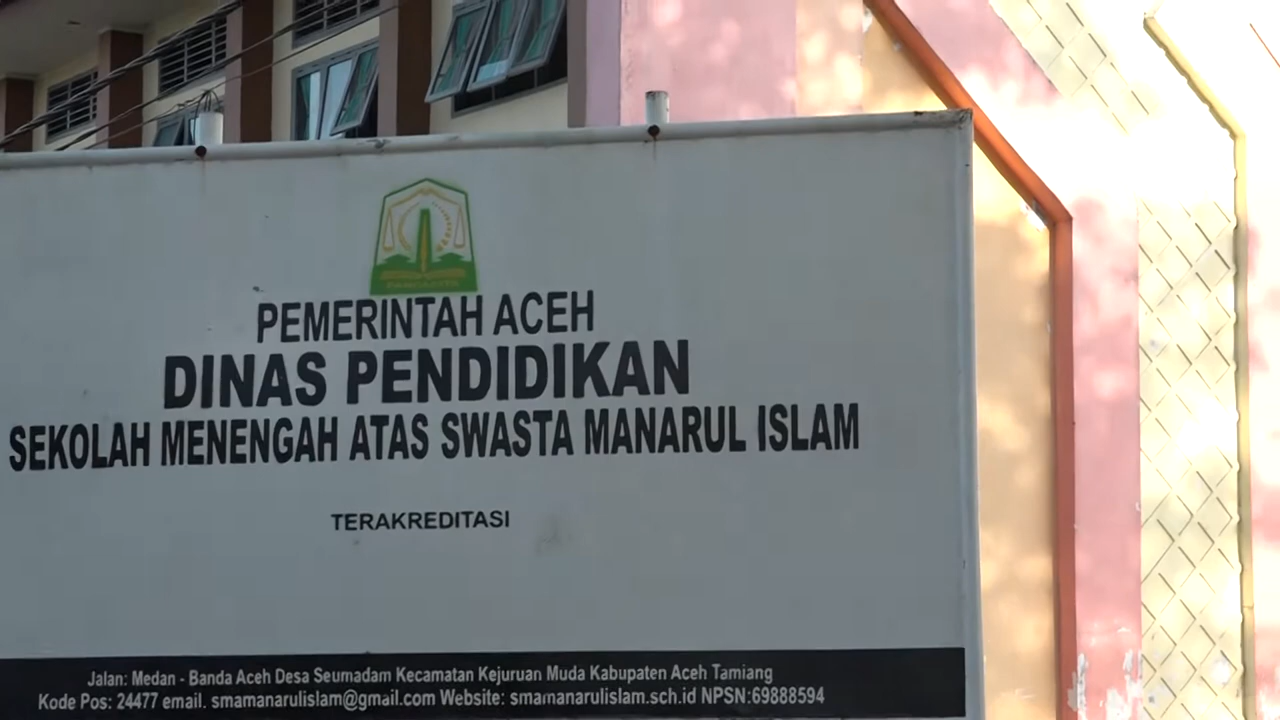 PEMERINTAH ACEH
DINAS PENDIDIKAN
SEKOLAH MENENGAH ATAS SWASTA MANARUL ISLAM
TERAKREDITASI
Jalan: Medan - Banda Aceh Desa Seumadam Kecamatan Kejuruan Muda Kabupaten Aceh Tamiang
Kode Pos: 24477 email. smamanarulislam@gmail.com Website: smamanarulislam.sch.id NPSN:69888594